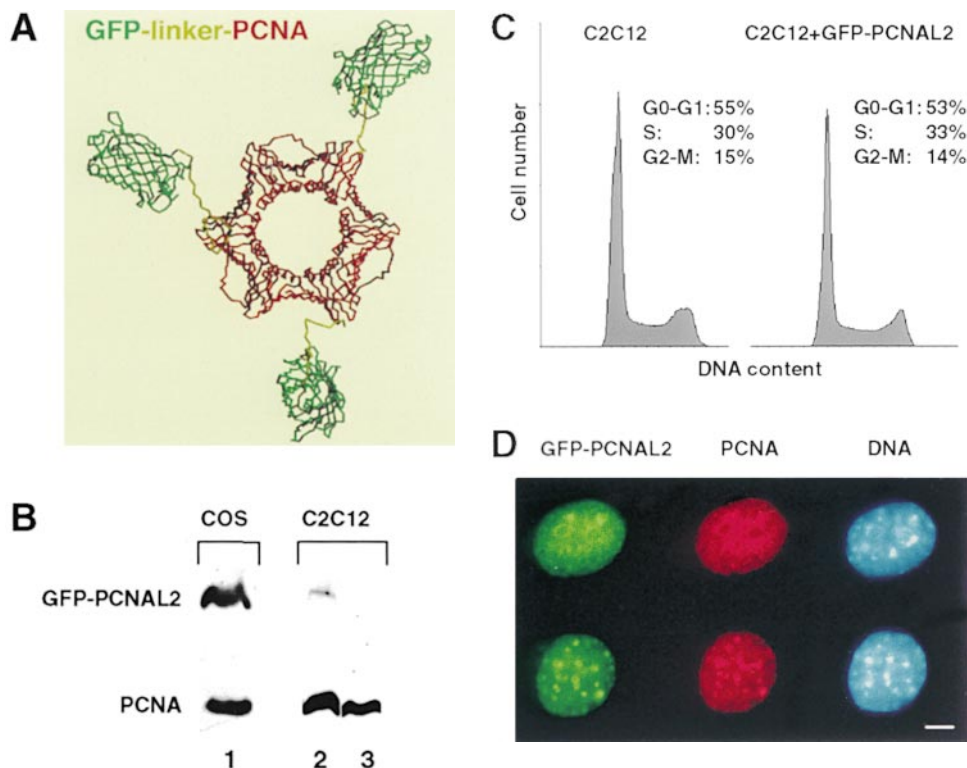 A
GFP-linker-PCNA
B
COS C2C12
GFP-PCNAL2
PCNA
1 2 3
C
C2C12 C2C12+GFP-PCNAL2
Cell number
G0-G1: 55%
S: 30%
G2-M: 15%
G0-G1: 53%
S: 33%
G2-M: 14%
DNA content
D
GFP-PCNAL2 PCNA DNA